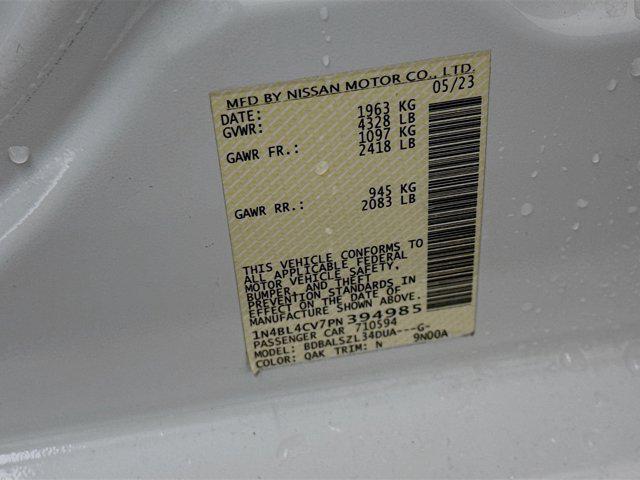 MFD BY NISSAN MOTOR CO., LTD.
DATE: 05/23
GVWR: 1963 KG
4328 LB
GAWR FR.: 1097 KG
2418 LB
GAWR RR.: 945 KG
2083 LB
THIS VEHICLE CONFORMS TO
ALL APPLICABLE FEDERAL
MOTOR VEHICLE SAFETY,
BUMPER, AND THEFT
PREVENTION STANDARDS IN
EFFECT ON THE DATE OF
MANUFACTURE SHOWN ABOVE.
1N4BL4CV7PN394985
PASSENGER CAR 710594
MODEL: BDBALSZL34DUA---G-
COLOR: QAK TRIM: N 9N00A